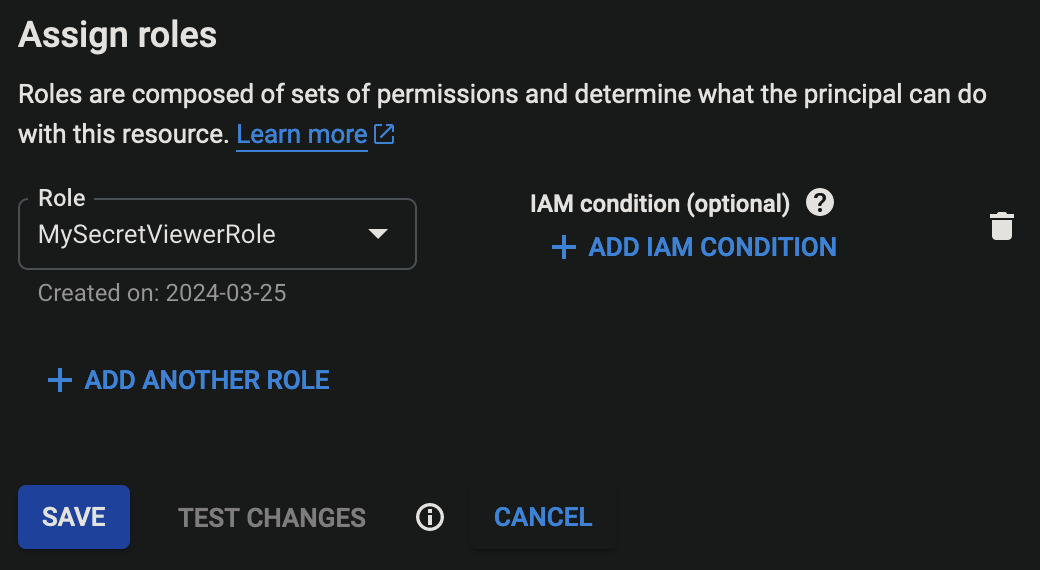 Assign roles
Roles are composed of sets of permissions and determine what the principal can do
with this resource. Learn more
Role
MySecretViewerRole
Created on: 2024-03-25
IAM condition (optional)
ADD IAM CONDITION
ADD ANOTHER ROLE
SAVE
TEST CHANGES
CANCEL